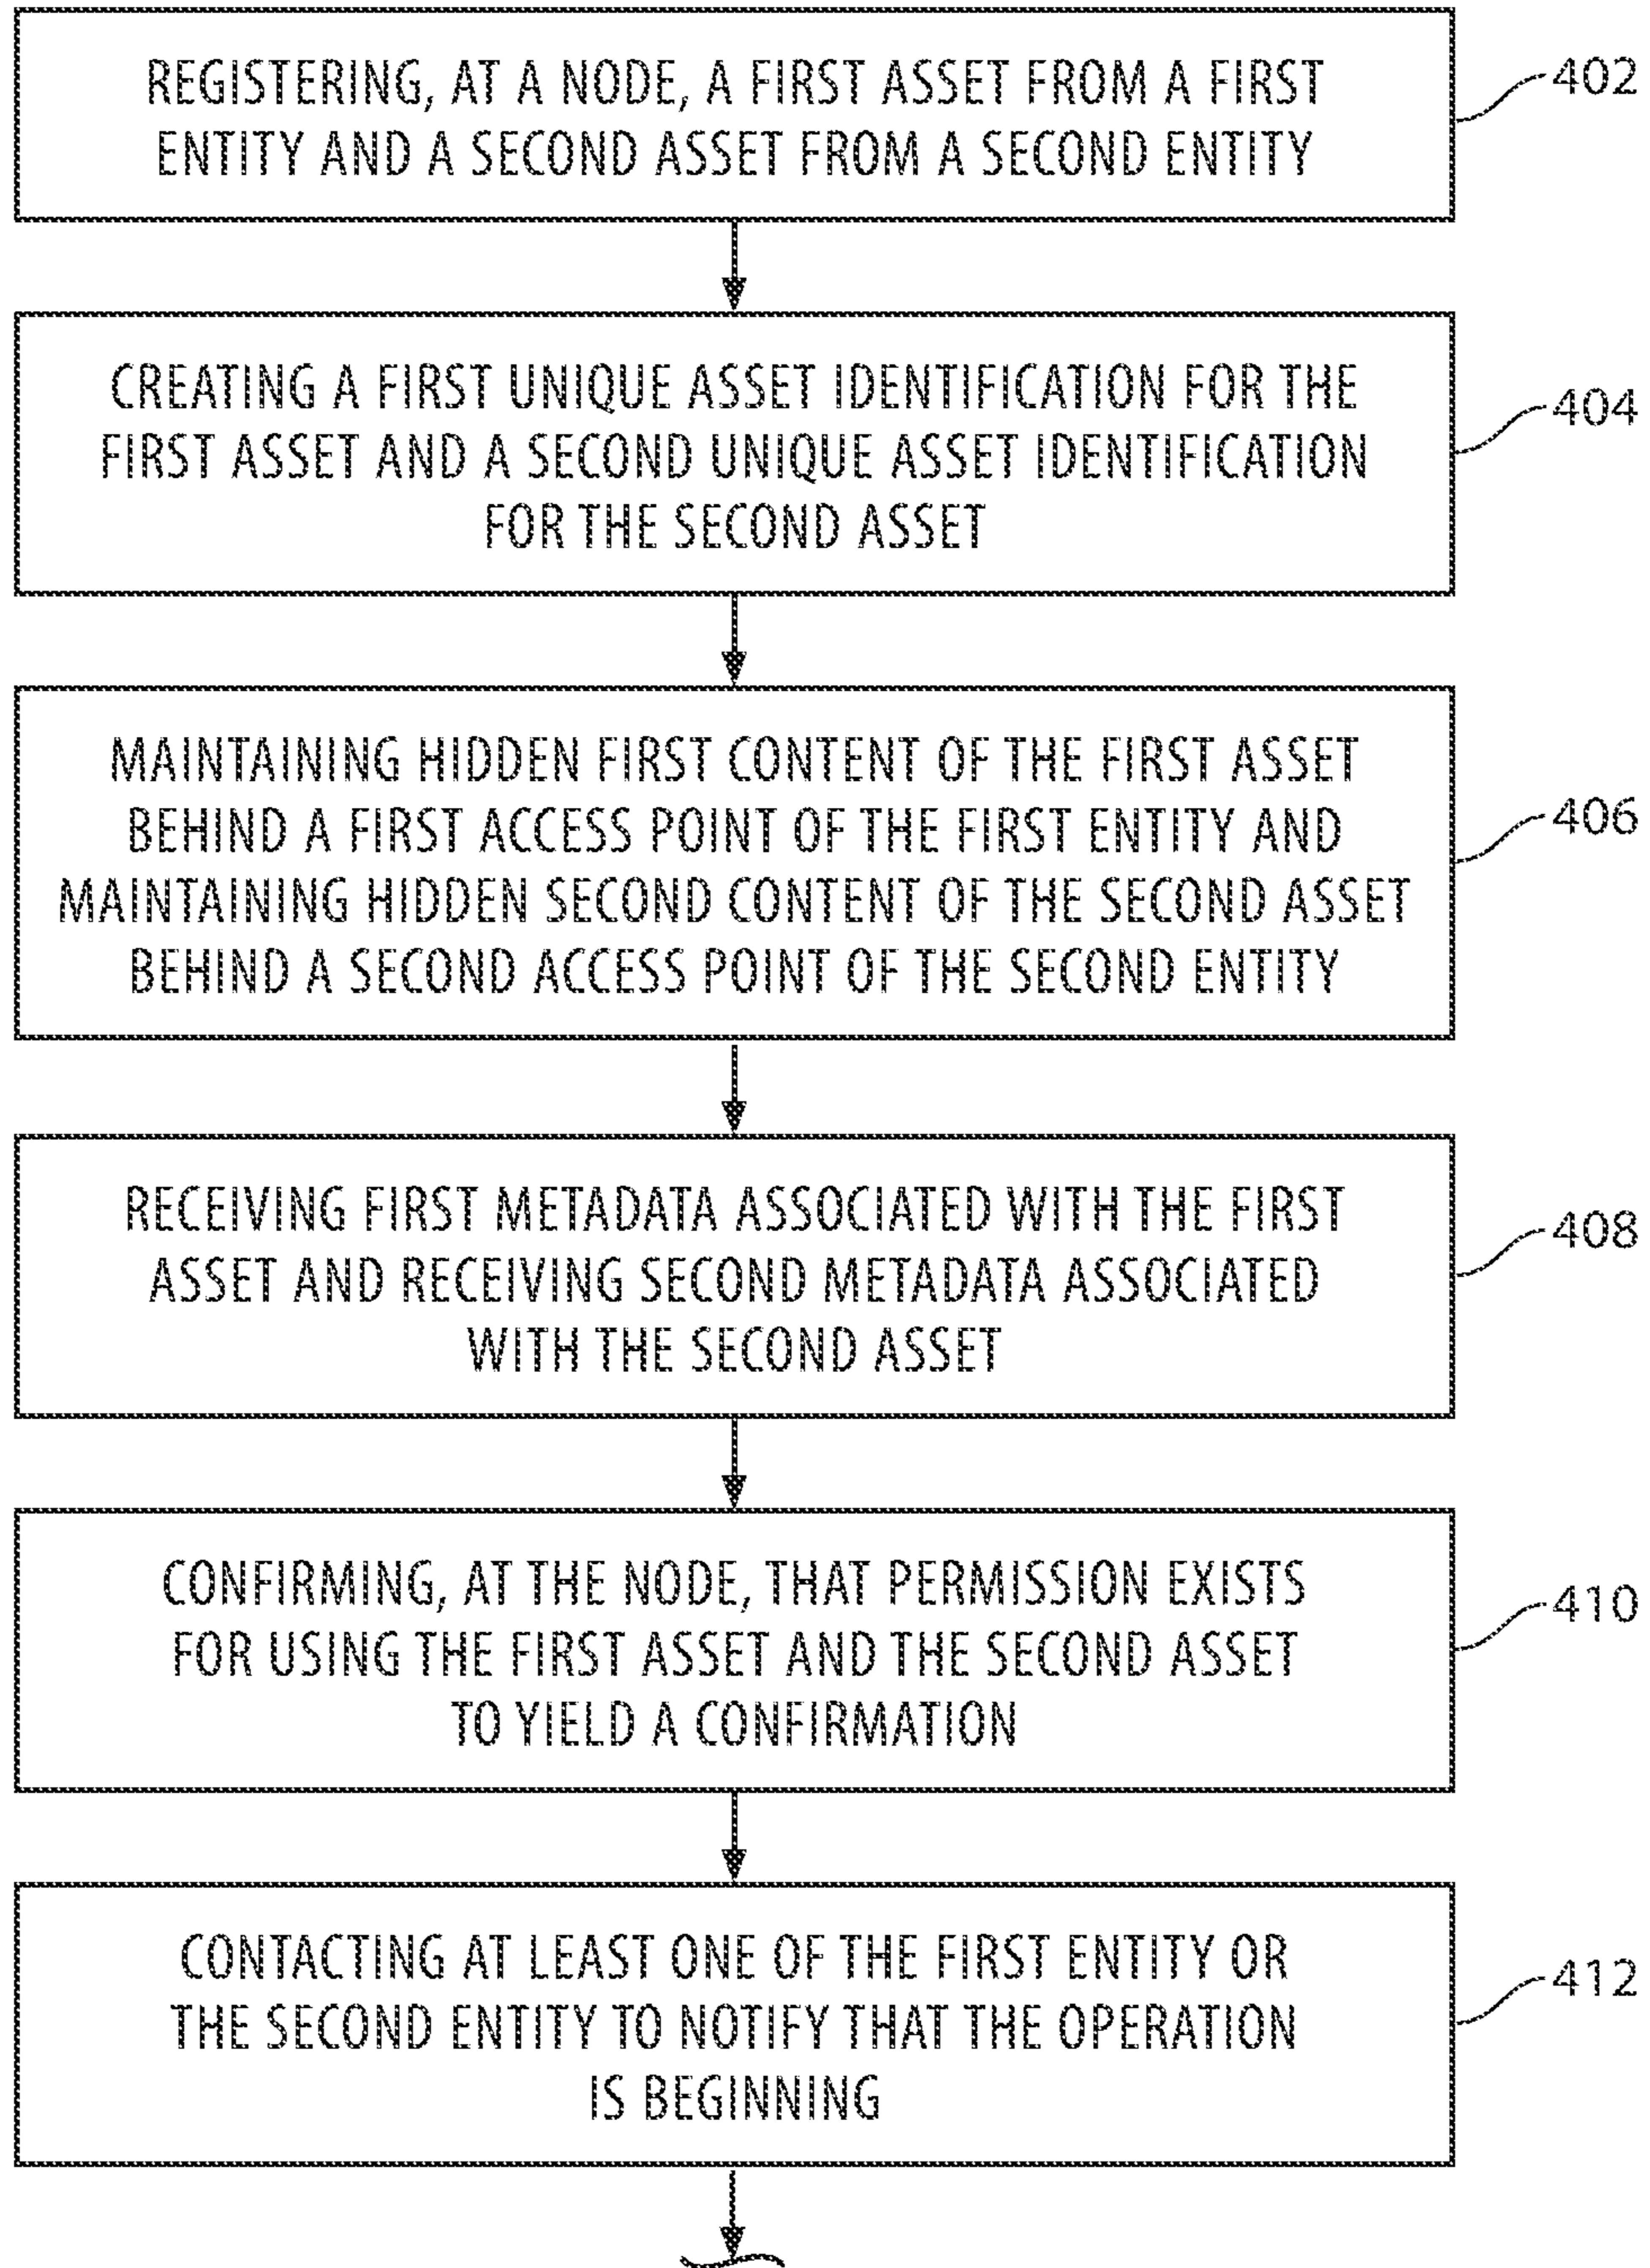 REGISTERING, AT A NODE, A FIRST ASSET FROM A FIRST
ENTITY AND A SECOND ASSET FROM A SECOND ENTITY
402
CREATING A FIRST UNIQUE ASSET IDENTIFICATION FOR THE
FIRST ASSET AND A SECOND UNIQUE ASSET IDENTIFICATION
FOR THE SECOND ASSET
404
MAINTAINING HIDDEN FIRST CONTENT OF THE FIRST ASSET
BEHIND A FIRST ACCESS POINT OF THE FIRST ENTITY AND
MAINTAINING HIDDEN SECOND CONTENT OF THE SECOND ASSET
BEHIND A SECOND ACCESS POINT OF THE SECOND ENTITY
406
RECEIVING FIRST METADATA ASSOCIATED WITH THE FIRST
ASSET AND RECEIVING SECOND METADATA ASSOCIATED
WITH THE SECOND ASSET
408
CONFIRMING, AT THE NODE, THAT PERMISSION EXISTS
FOR USING THE FIRST ASSET AND THE SECOND ASSET
TO YIELD A CONFIRMATION
410
CONTACTING AT LEAST ONE OF THE FIRST ENTITY OR
THE SECOND ENTITY TO NOTIFY THAT THE OPERATION
IS BEGINNING
412